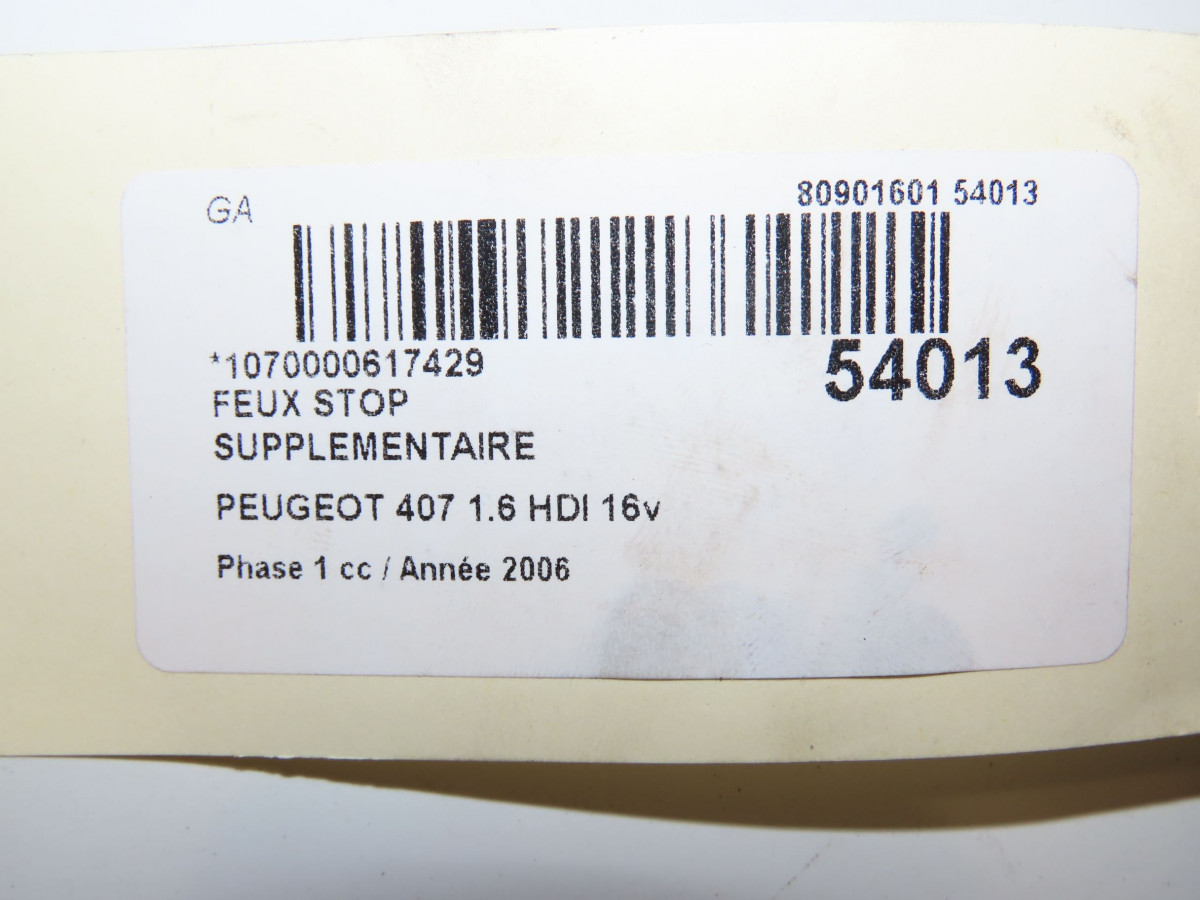 GA
80901601 54013
*1070000617429
54013
FEUX STOP
SUPPLEMENTAIRE
PEUGEOT 407 1.6 HDI 16v
Phase 1 cc / Année 2006